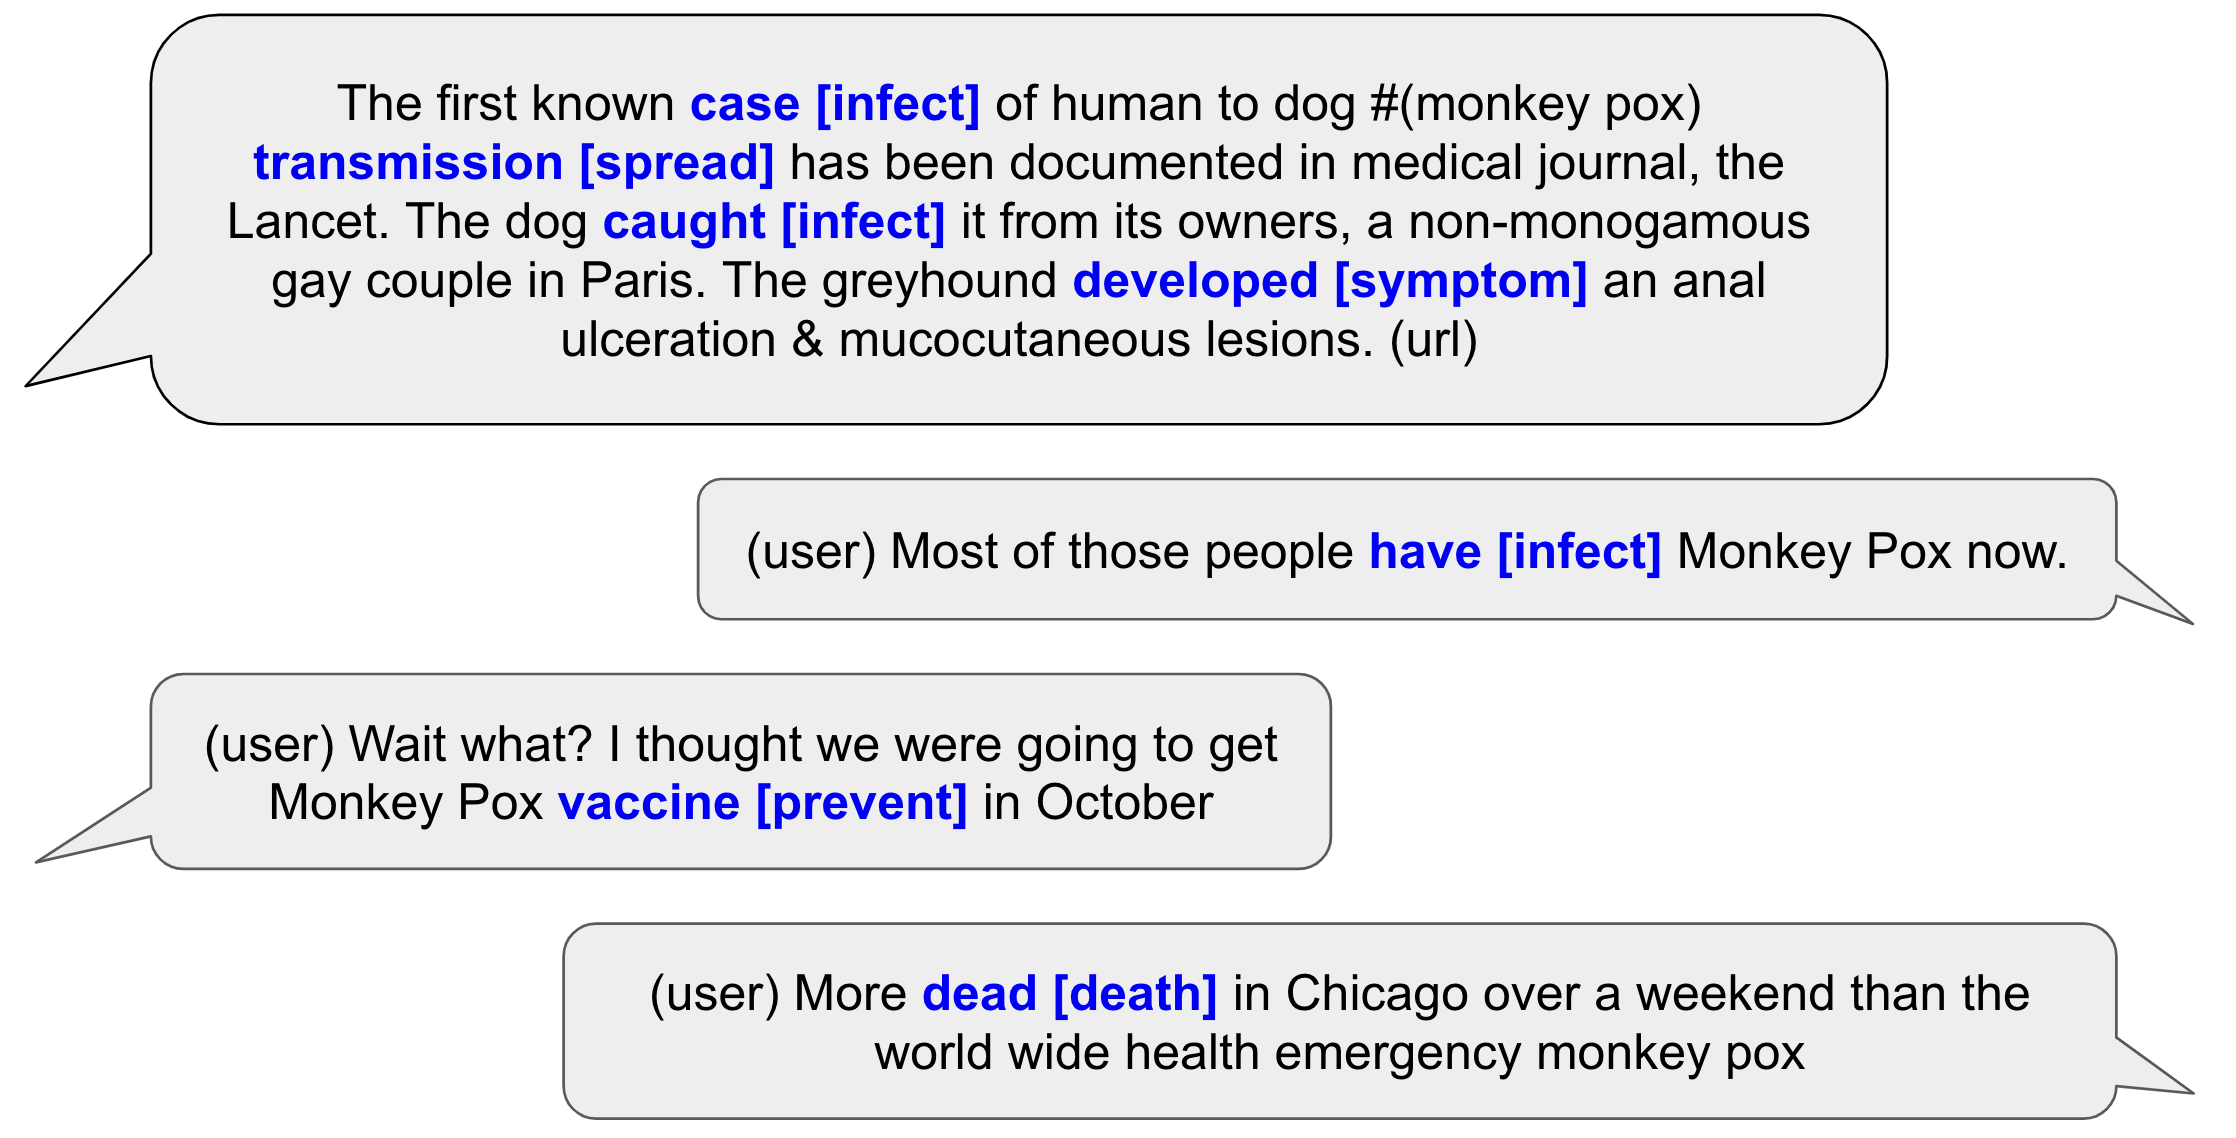 The first known case [infect] of human to dog #(monkey pox)
transmission [spread] has been documented in medical journal, the
Lancet. The dog caught [infect] it from its owners, a non-monogamous
gay couple in Paris. The greyhound developed [symptom] an anal
ulceration & mucocutaneous lesions. (url)
(user) Most of those people have [infect] Monkey Pox now.
(user) Wait what? I thought we were going to get
Monkey Pox vaccine [prevent] in October
(user) More dead [death] in Chicago over a weekend than the
world wide health emergency monkey pox